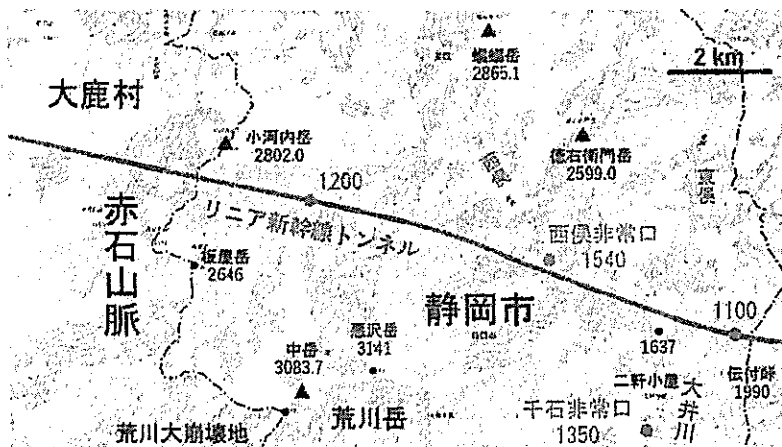 2 km
蝙蝠岳
2865.1
大鹿村
小河内岳
2802.0
徳右衛門岳
2599.0
西俣
東俣
1200
リニア新幹線トンネル
赤石山脈
板屋岳
2646
西俣非常口
1540
静岡市
1100
悪沢岳
3141
中岳
3083.7
1637
二軒小屋
伝付峠
1990
大井川
千石非常口
1350
荒川岳
荒川大崩壊地